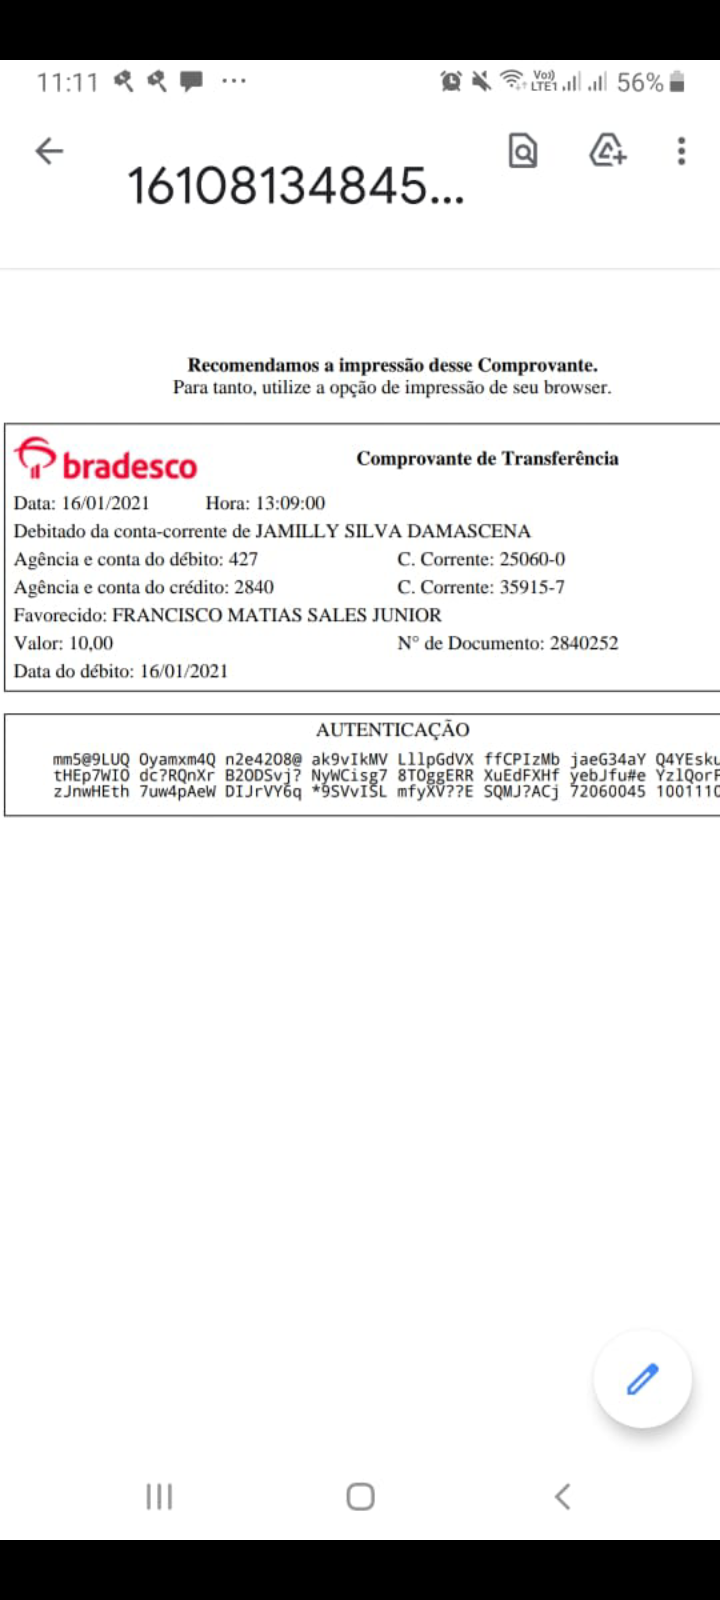 11:11 ... Vo)) LTE1 56%
16108134845...
Recomendamos a impressão desse Comprovante.
Para tanto, utilize a opção de impressão de seu browser.
bradesco Comprovante de Transferência
Data: 16/01/2021 Hora: 13:09:00
Debitado da conta-corrente de JAMILLY SILVA DAMASCENA
Agência e conta do débito: 427 C. Corrente: 25060-0
Agência e conta do crédito: 2840 C. Corrente: 35915-7
Favorecido: FRANCISCO MATIAS SALES JUNIOR
Valor: 10,00 N° de Documento: 2840252
Data do débito: 16/01/2021
AUTENTICAÇÃO
mm5@9LUQ Oyamxm4Q n2e42O8@ ak9vIkMV LllpGdVX ffCPIzMb jaeG34aY Q4YEsku
tHEp7WIO dc?RQnXr B2ODSvj? NyWCisg7 8TOggERR XuEdFXHf yebJfu#e YzlQorF
zJnwHEth 7uw4pAeW DIJrVY6q *9SVvISL mfyXV??E SQMJ?ACj 72060045 1001110